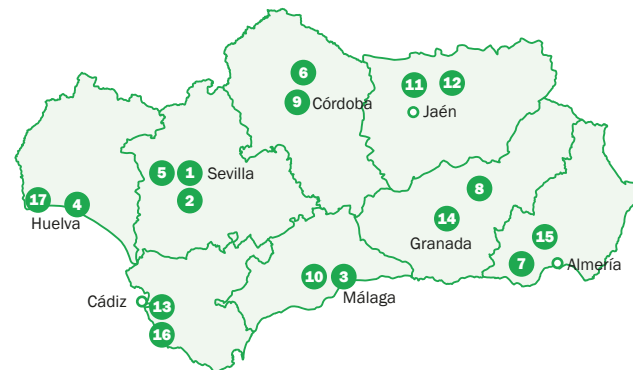 6
11
12
9
Córdoba
Jaén
5
1
Sevilla
2
8
17
4
Huelva
14
Granada
15
7
Almería
10
3
Málaga
Cádiz
13
16